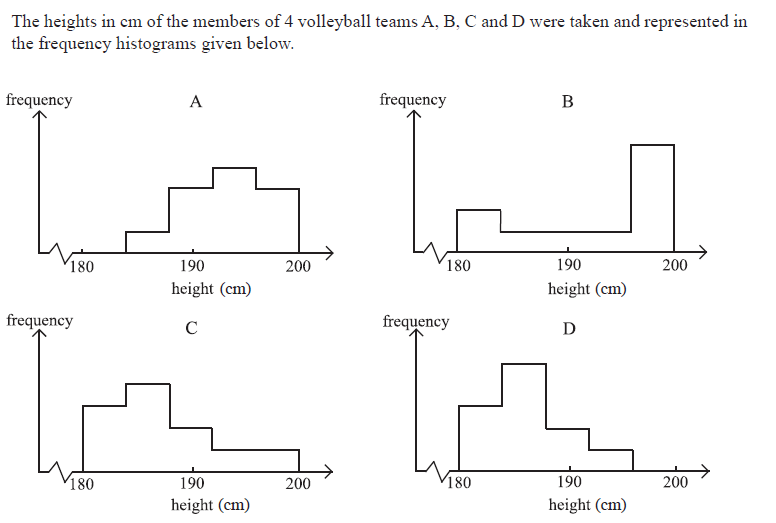 The heights in cm of the members of 4 volleyball teams A, B, C and D were taken and represented in
the frequency histograms given below.
frequency
A
180
190
200
height (cm)
frequency
B
180
190
200
height (cm)
frequency
C
180
190
200
height (cm)
frequency
D
180
190
200
height (cm)